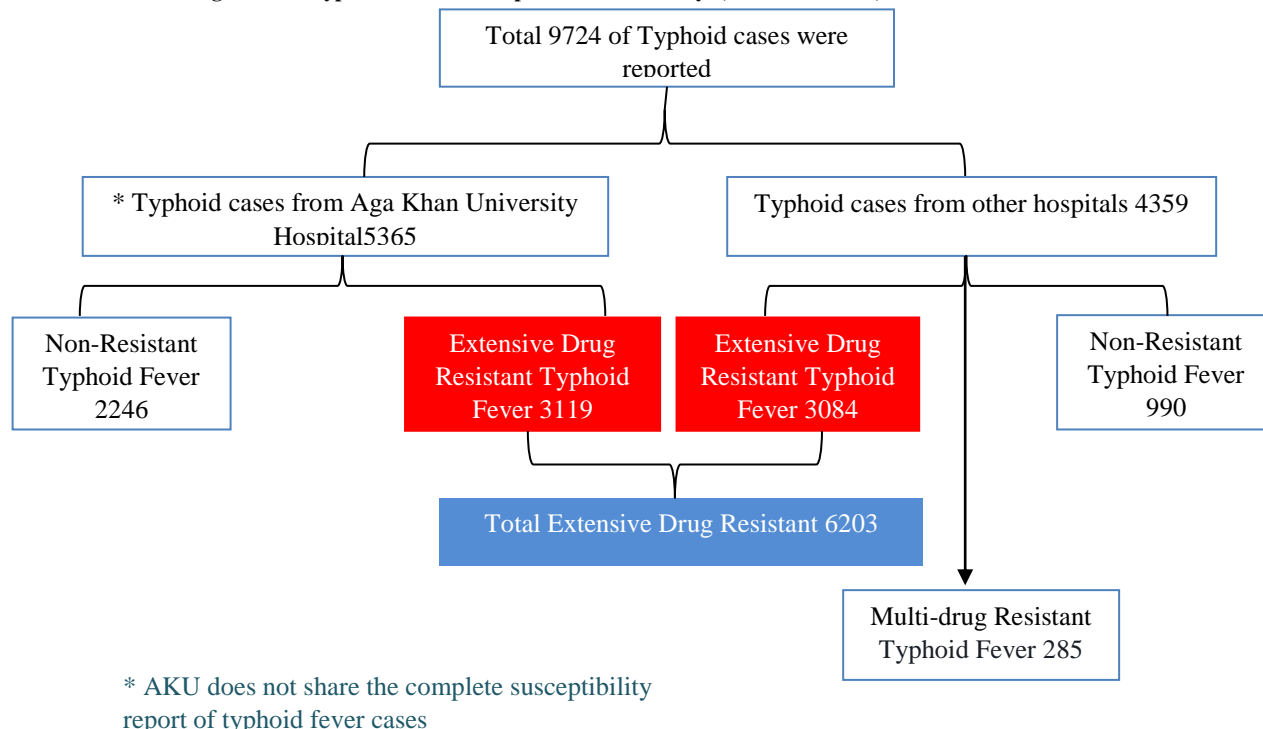 Total 9724 of Typhoid cases were
reported
* Typhoid cases from Aga Khan University
Hospital5365
Typhoid cases from other hospitals 4359
Non-Resistant
Typhoid Fever
2246
Extensive Drug
Resistant Typhoid
Fever 3119
Extensive Drug
Resistant Typhoid
Fever 3084
Non-Resistant
Typhoid Fever
990
Total Extensive Drug Resistant 6203
Multi-drug Resistant
Typhoid Fever 285
* AKU does not share the complete susceptibility
report of typhoid fever cases